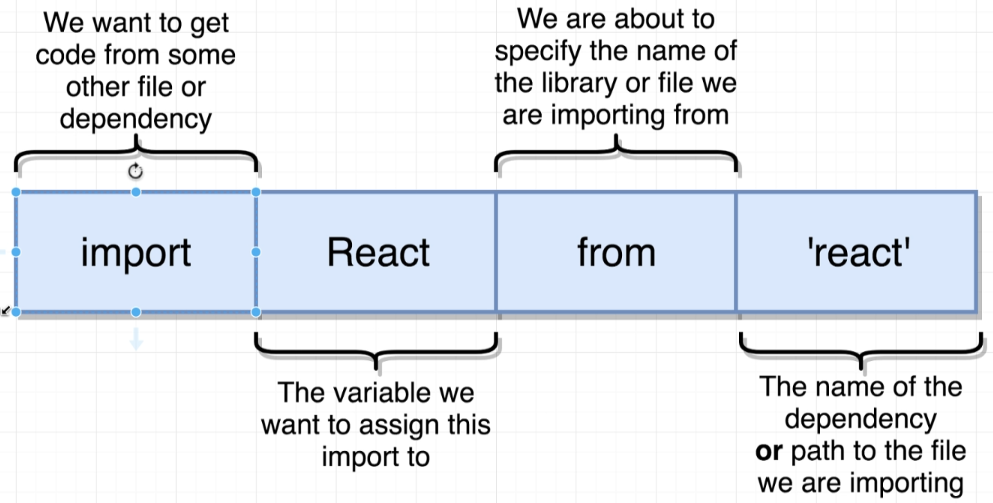 We want to get
code from some
other file or
dependency
We are about to
specify the name of
the library or file we
are importing from
import
React
from
'react'
The variable we
want to assign this
import to
The name of the
dependency
or path to the file
we are importing